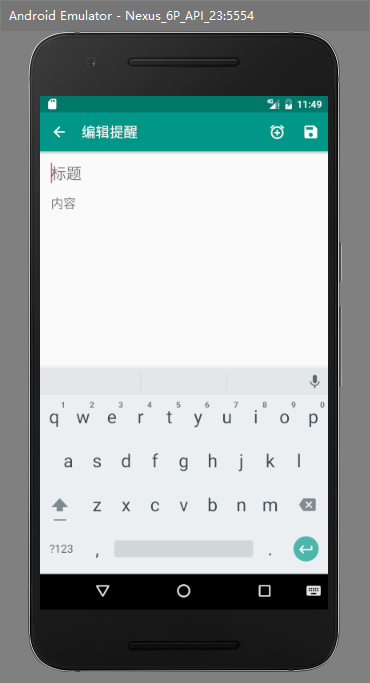 Android Emulator - Nexus_6P_API_23:5554
4G 11:49
编辑提醒
标题
内容
1 2 3 4 5 6 7 8 9 0
q w e r t y u i o p
a s d f g h j k l
z x c v b n m
?123 , .